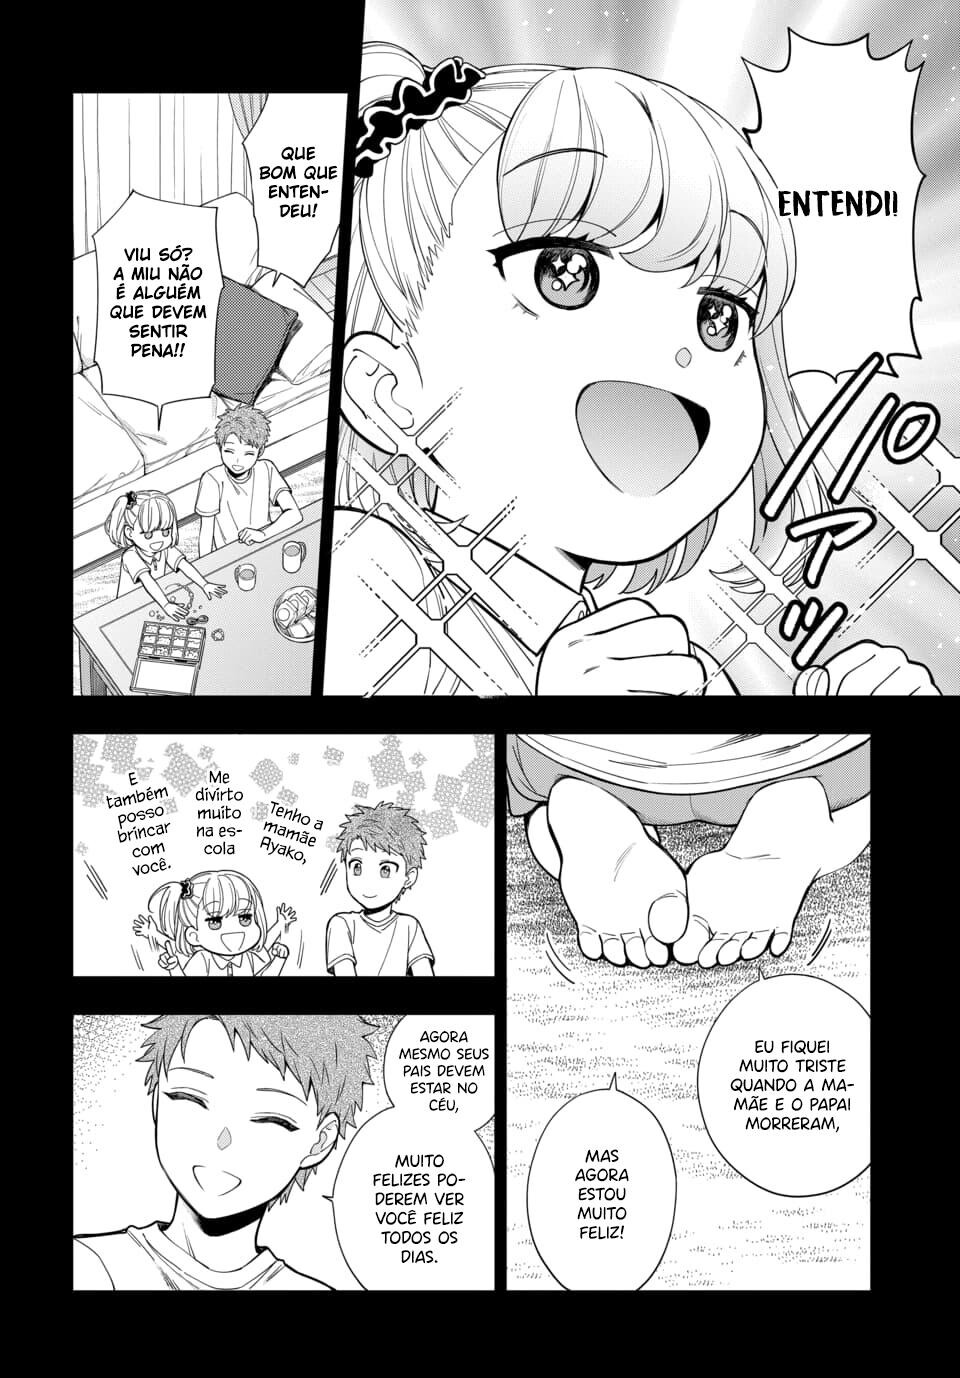 ENTENDI!
パァッ
QUE
BOM QUE
ENTEN-
DEU!
VIU SÓ?
A MIU NÃO
É ALGUÉM
QUE DEVEM
SENTIR
PENA!!
EU FIQUEI
MUITO TRISTE
QUANDO A MA-
MÃE E O PAPAI
MORRERAM,
MAS
AGORA
ESTOU
MUITO
FELIZ!
Tenho a
mamãe
Ayako,
Me
divirto
muito
na es-
cola
E
também
posso
brincar
com
você.
AGORA
MESMO SEUS
PAIS DEVEM
ESTAR NO
CÉU,
MUITO
FELIZES PO-
DEREM VER
VOCÊ FELIZ
TODOS OS
DIAS.